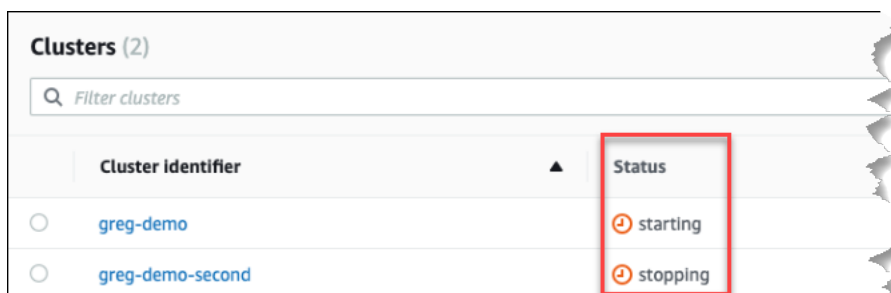 Clusters (2)
Filter clusters
Cluster identifier Status
greg-demo starting
greg-demo-second stopping